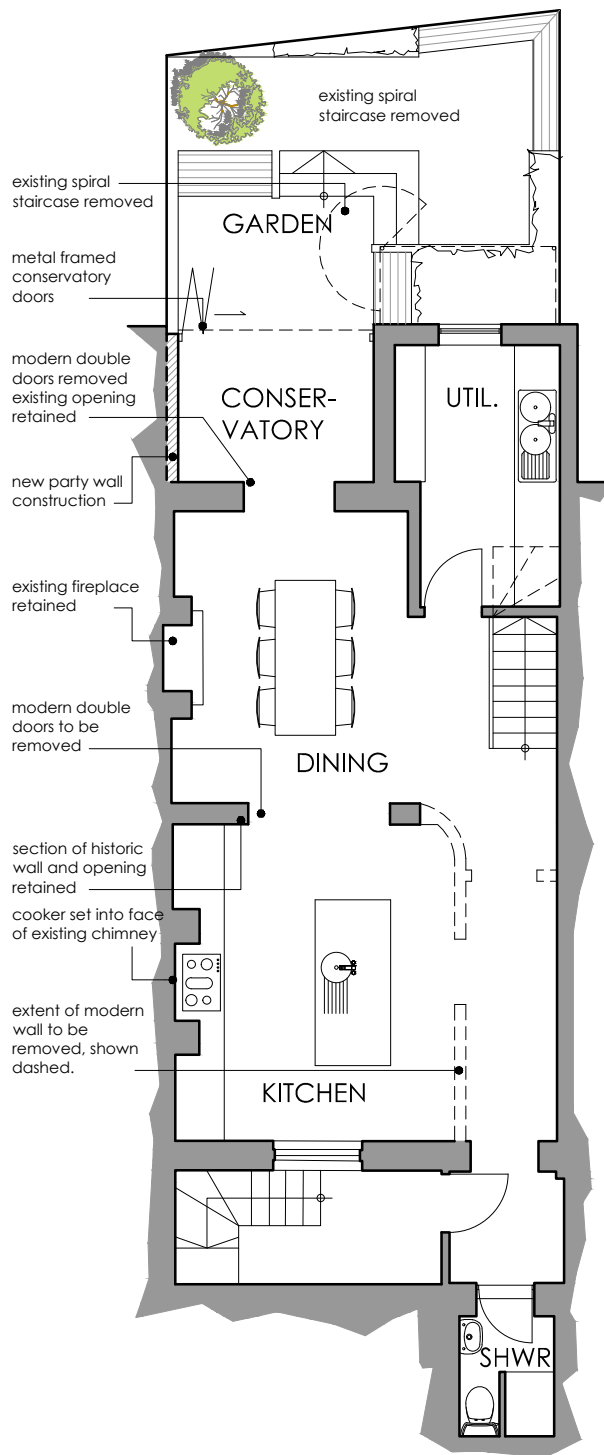 existing spiral
staircase removed
existing spiral
staircase removed
GARDEN
metal framed
conservatory
doors
modern double
doors removed
existing opening
retained
CONSER-
VATORY
UTIL.
new party wall
construction
existing fireplace
retained
modern double
doors to be
removed
DINING
section of historic
wall and opening
retained
cooker set into face
of existing chimney
extent of modern
wall to be
removed, shown
dashed.
KITCHEN
SHWR